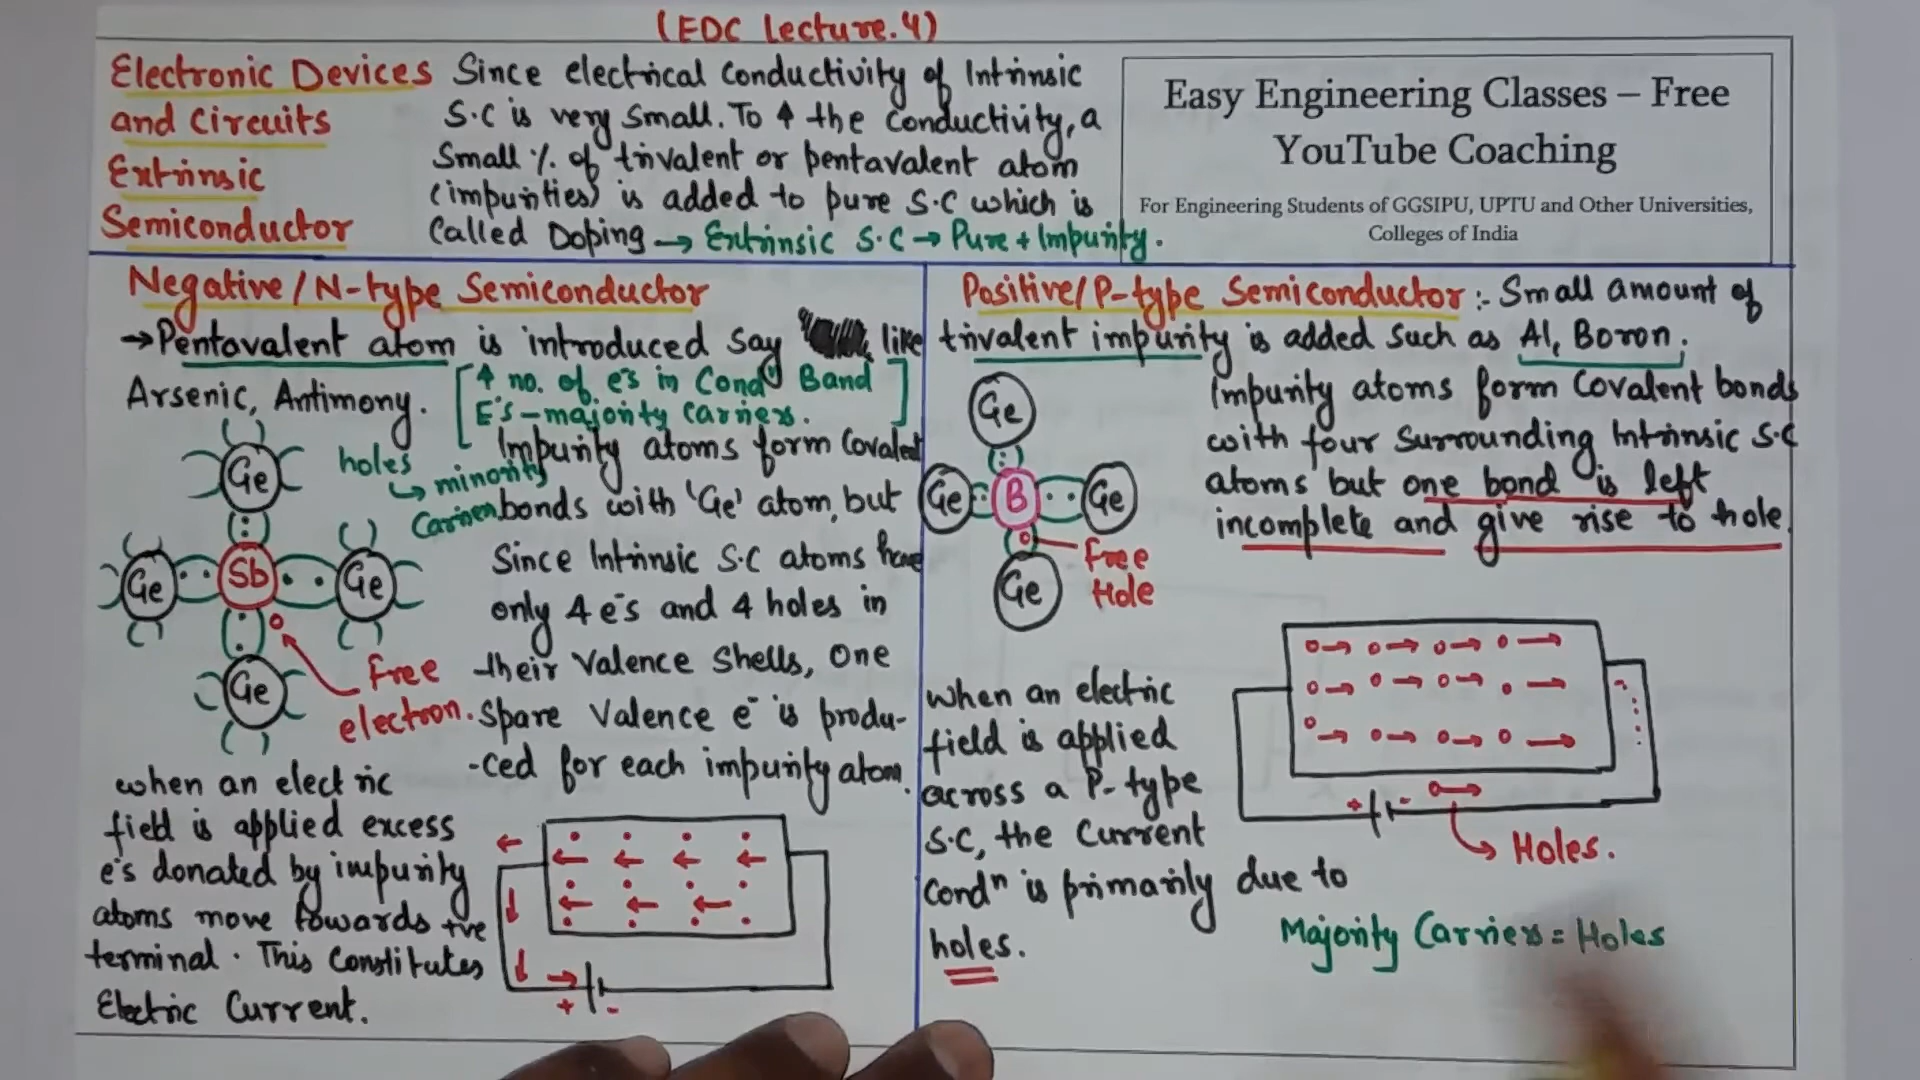 (EDC Lecture.4)
Electronic Devices
and Circuits
Extrinsic
Semiconductor
Since electrical conductivity of Intrinsic
S.C is very small. To ↑ the conductivity, a
Small % of trivalent or pentavalent atom
(impurities) is added to pure S.C which is
Called Doping → Extrinsic S.C → Pure + Impurity.
Easy Engineering Classes – Free
YouTube Coaching
For Engineering Students of GGSIPU, UPTU and Other Universities,
Colleges of India
Negative/N-type Semiconductor
→ Pentavalent atom is introduced say like
Arsenic, Antimony.
[↑ no. of e⁻s in Condⁿ Band
E⁻s - majority carriers.]
holes
↳ minority
Carriers
Impurity atoms form Covalent
bonds with 'Ge' atom, but
Since Intrinsic S.C atoms have
only 4 e⁻s and 4 holes in
their Valence Shells, One
Spare Valence e⁻ is produ-
-ced for each impurity atom.
Ge
Ge Sb Ge
Ge
Free
electron.
when an electric
field is applied excess
e⁻s donated by impurity
atoms move towards +ve
terminal. This Constitutes
Electric Current.
+ -
Positive/P-type Semiconductor :- Small amount of
trivalent impurity is added such as Al, Boron.
Impurity atoms form Covalent bonds
with four Surrounding Intrinsic S.C
atoms but one bond is left
incomplete and give rise to hole.
Ge
Ge B Ge
Ge
Free
Hole
when an electric
field is applied
across a P-type
S.C, the Current
Condⁿ is primarily due to
holes.
+ -
Holes.
Majority Carriers = Holes